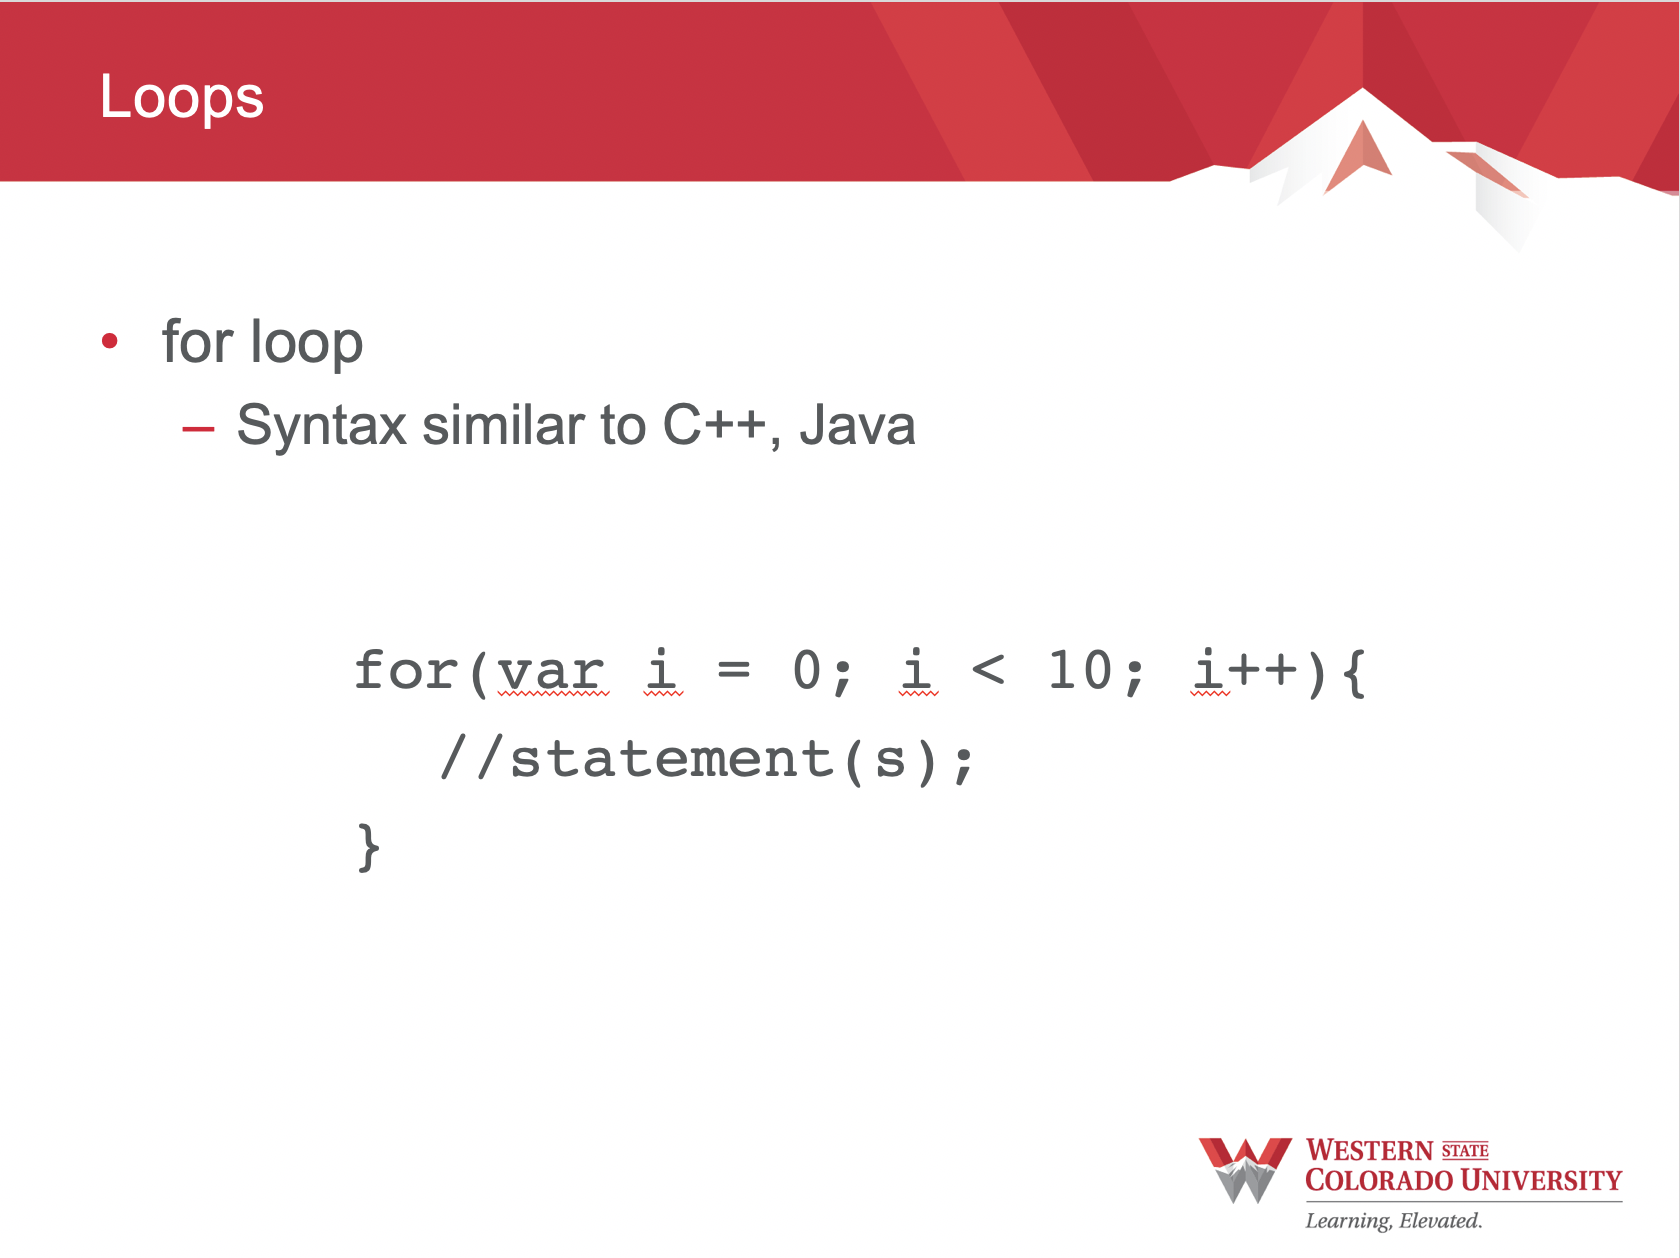 Loops
• for loop
– Syntax similar to C++, Java
for(var i = 0; i < 10; i++){
//statement(s);
}
WESTERN STATE
COLORADO UNIVERSITY
Learning, Elevated.